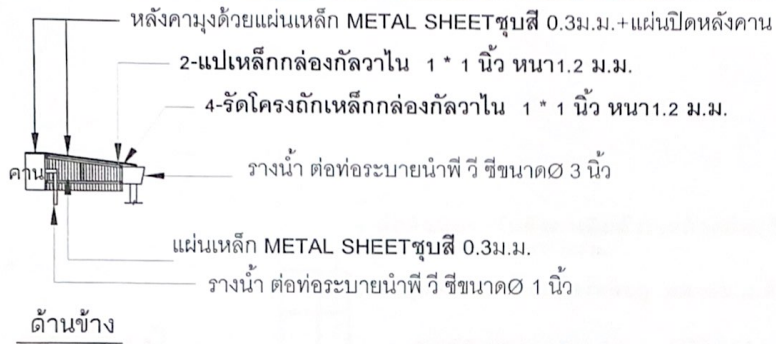 หลังคามุงด้วยแผ่นเหล็ก METAL SHEETชุบสี 0.3ม.ม.+แผ่นปิดหลังคาน
2-แปเหล็กกล่องกัลวาไน 1 * 1 นิ้ว หนา1.2 ม.ม.
4-รัดโครงถักเหล็กกล่องกัลวาไน 1 * 1 นิ้ว หนา1.2 ม.ม.
คาน
รางน้ำ ต่อท่อระบายนำพี วี ซีขนาดØ 3 นิ้ว
แผ่นเหล็ก METAL SHEETชุบสี 0.3ม.ม.
รางน้ำ ต่อท่อระบายนำพี วี ซีขนาดØ 1 นิ้ว
ด้านข้าง